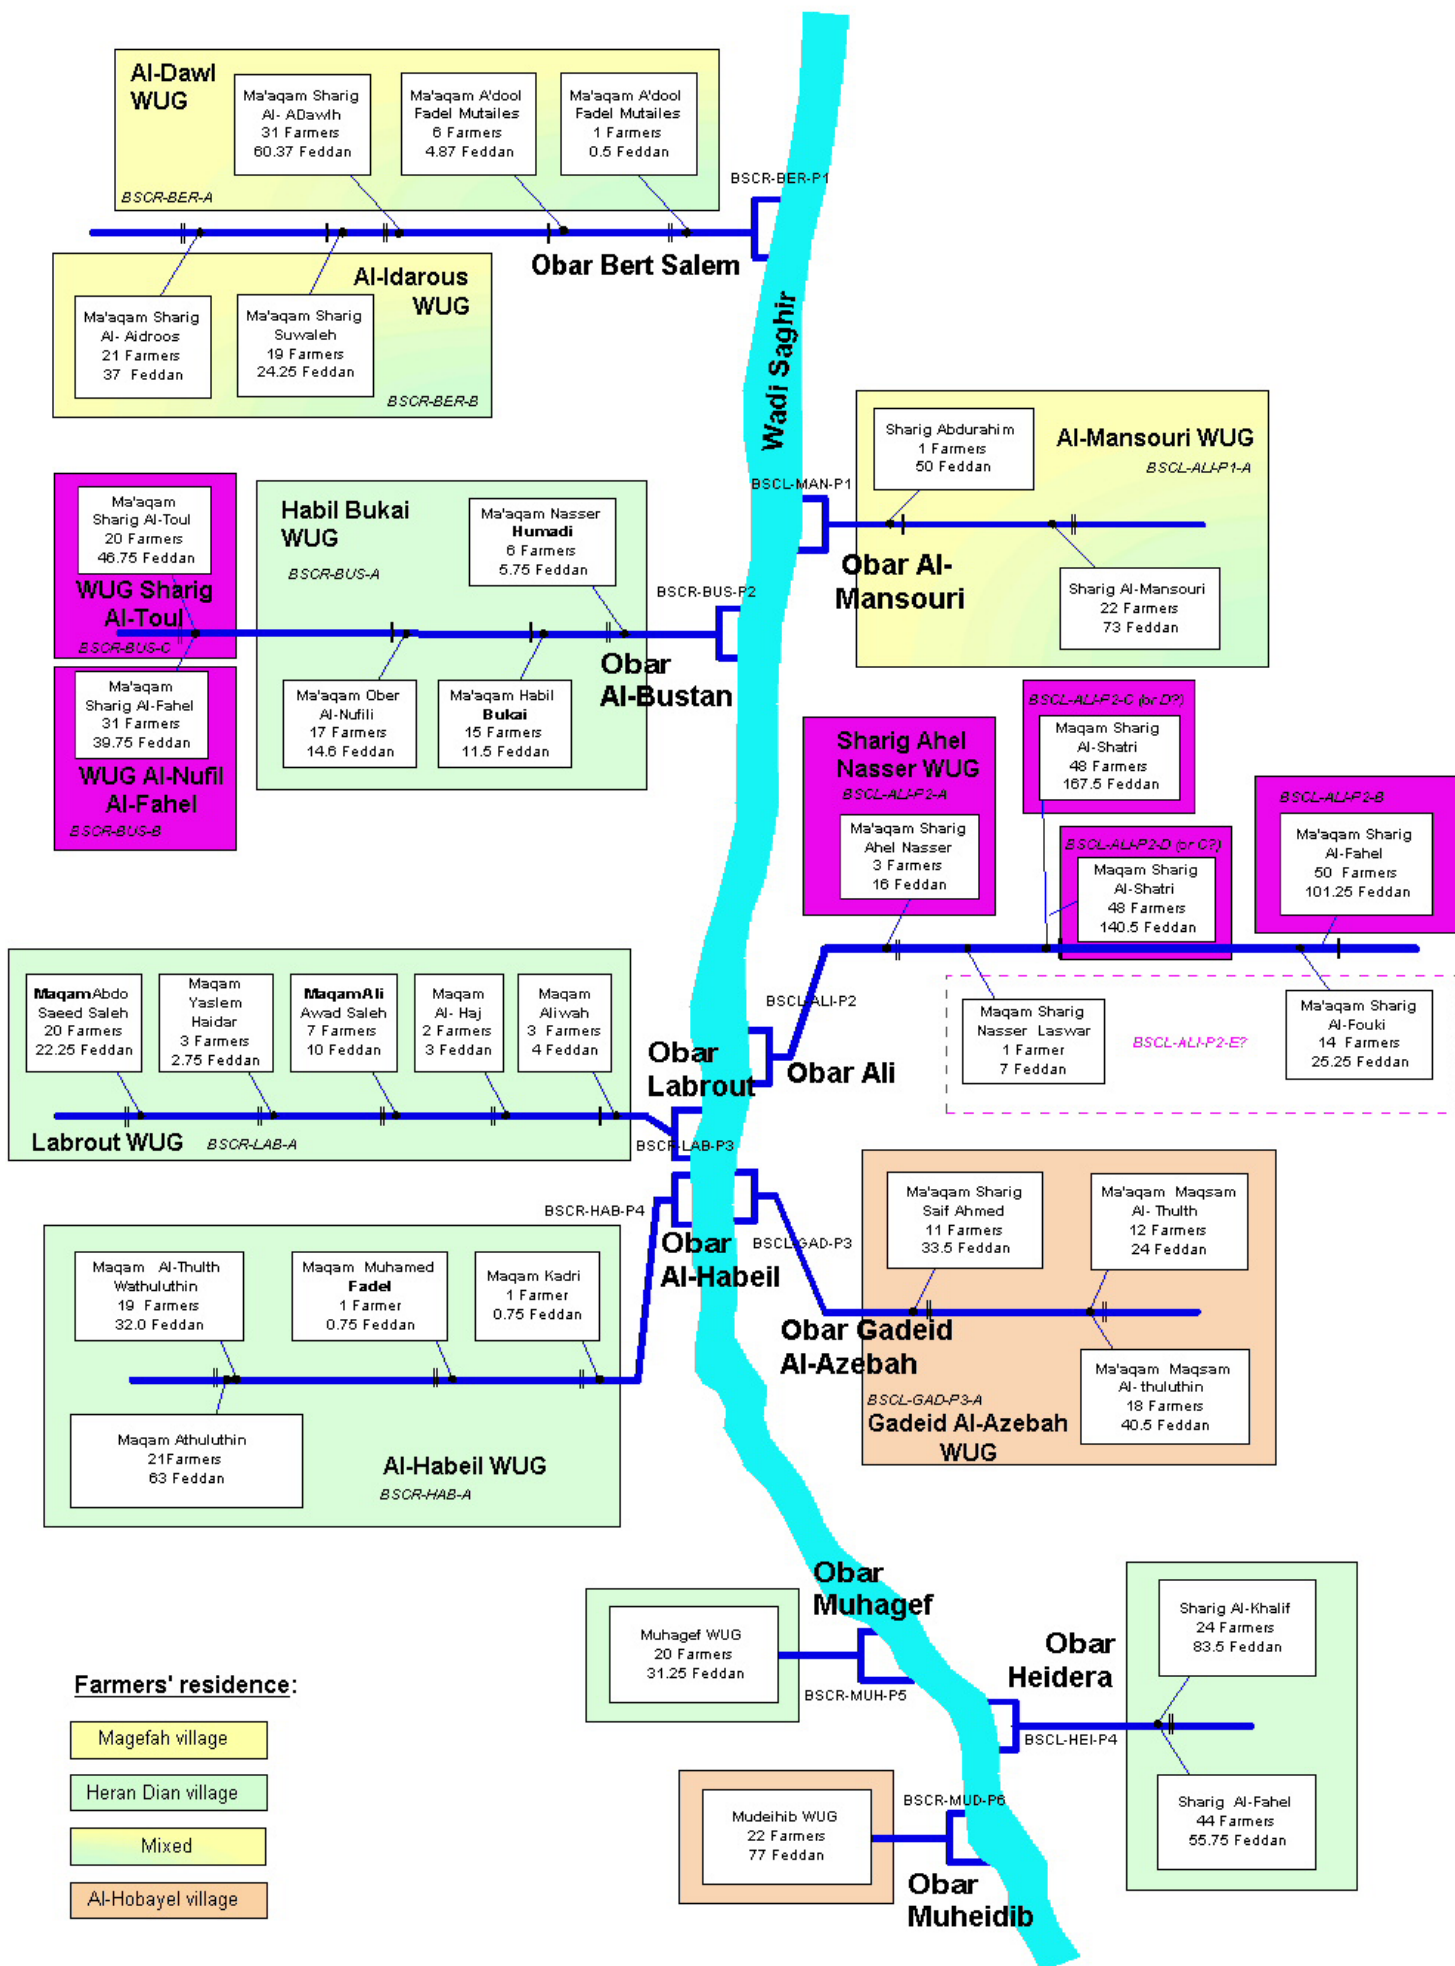 Al-Dawl
WUG
Ma'aqam Sharig
Al- ADawlh
31 Farmers
60.37 Feddan
Ma'aqam A'dool
Fadel Mutailes
6 Farmers
4.87 Feddan
Ma'aqam A'dool
Fadel Mutailes
1 Farmers
0.5 Feddan
BSCR-BER-A
BSCR-BER-P1
Obar Bert Salem
Al-Idarous
WUG
Ma'aqam Sharig
Al- Aidroos
21 Farmers
37 Feddan
Ma'aqam Sharig
Suwaleh
19 Farmers
24.25 Feddan
BSCR-BER-B
Wadi Saghir
Sharig Abdurahim
1 Farmers
50 Feddan
Al-Mansouri WUG
BSCL-ALI-P1-A
BSCL-MAN-P1
Obar Al-
Mansouri
Sharig Al-Mansouri
22 Farmers
73 Feddan
Ma'aqam
Sharig Al-Toul
20 Farmers
46.75 Feddan
WUG Sharig
Al-Toul
BSCR-BUS-C
Habil Bukai
WUG
BSCR-BUS-A
Ma'aqam Nasser
Humadi
6 Farmers
5.75 Feddan
BSCR-BUS-P2
Obar
Al-Bustan
Ma'aqam
Sharig Al-Fahel
31 Farmers
39.75 Feddan
WUG Al-Nufil
Al-Fahel
BSCR-BUS-B
Ma'aqam Ober
Al-Nufili
17 Farmers
14.6 Feddan
Ma'aqam Habil
Bukai
15 Farmers
11.5 Feddan
Sharig Ahel
Nasser WUG
BSCL-ALI-P2-A
Ma'aqam Sharig
Ahel Nasser
3 Farmers
16 Feddan
BSCL-ALI-P2-C (or D?)
Maqam Sharig
Al-Shatri
48 Farmers
167.5 Feddan
BSCL-ALI-P2-D (or C?)
Maqam Sharig
Al-Shatri
48 Farmers
140.5 Feddan
BSCL-ALI-P2-B
Ma'aqam Sharig
Al-Fahel
50 Farmers
101.25 Feddan
BSCL-ALI-P2
Obar Ali
Maqam Sharig
Nasser Laswar
1 Farmer
7 Feddan
BSCL-ALI-P2-E?
Ma'aqam Sharig
Al-Fouki
14 Farmers
25.25 Feddan
MaqamAbdo
Saeed Saleh
20 Farmers
22.25 Feddan
Maqam
Yaslem
Haidar
3 Farmers
2.75 Feddan
MaqamAli
Awad Saleh
7 Farmers
10 Feddan
Maqam
Al- Haj
2 Farmers
3 Feddan
Maqam
Aliwah
3 Farmers
4 Feddan
Labrout WUG
BSCR-LAB-A
Obar
Labrout
BSCR-LAB-P3
BSCR-HAB-P4
Obar
Al-Habeil
Maqam Al-Thulth
Wathuluthin
19 Farmers
32.0 Feddan
Maqam Muhamed
Fadel
1 Farmer
0.75 Feddan
Maqam Kadri
1 Farmer
0.75 Feddan
Maqam Athuluthin
21Farmers
63 Feddan
Al-Habeil WUG
BSCR-HAB-A
BSCL-GAD-P3
Obar Gadeid
Al-Azebah
Ma'aqam Sharig
Saif Ahmed
11 Farmers
33.5 Feddan
Ma'aqam Maqsam
Al- Thulth
12 Farmers
24 Feddan
Ma'aqam Maqsam
Al- thuluthin
18 Farmers
40.5 Feddan
BSCL-GAD-P3-A
Gadeid Al-Azebah
WUG
Obar
Muhagef
Muhagef WUG
20 Farmers
31.25 Feddan
BSCR-MUH-P5
Obar
Heidera
BSCL-HEI-P4
Sharig Al-Khalif
24 Farmers
83.5 Feddan
Sharig Al-Fahel
44 Farmers
55.75 Feddan
Mudeihib WUG
22 Farmers
77 Feddan
BSCR-MUD-P6
Obar
Muheidib
Farmers' residence:
Magefah village
Heran Dian village
Mixed
Al-Hobayel village